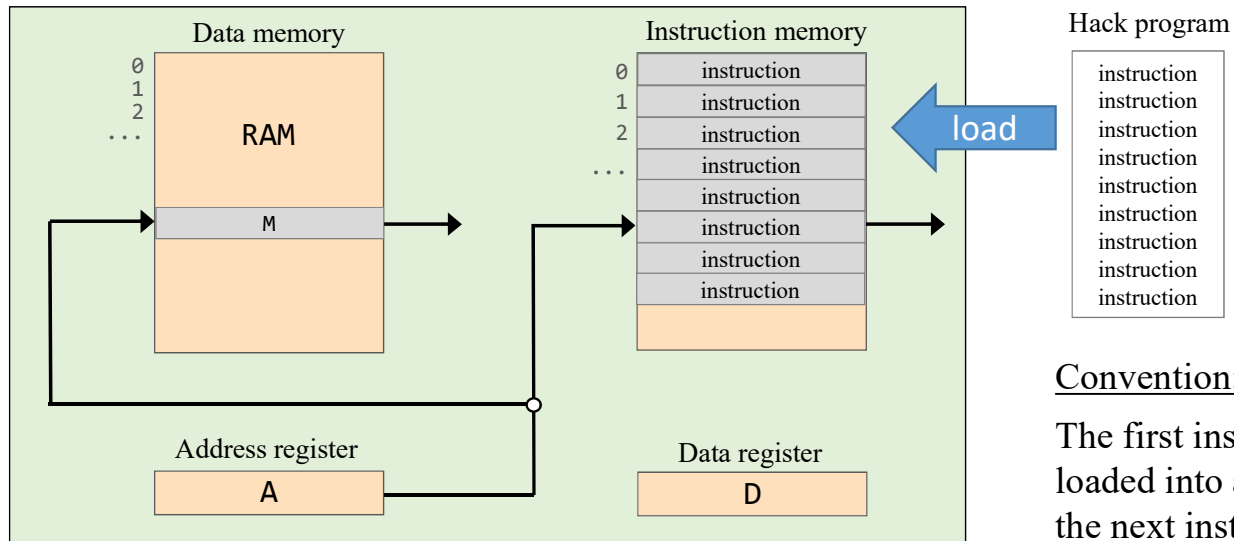 Data memory
0
1
2
...
RAM
M
Instruction memory
0
1
2
...
instruction
instruction
instruction
instruction
instruction
instruction
instruction
instruction
load
Hack program
instruction
instruction
instruction
instruction
instruction
instruction
instruction
instruction
instruction
Address register
A
Data register
D
Convention:
The first ins
loaded into
the next inst